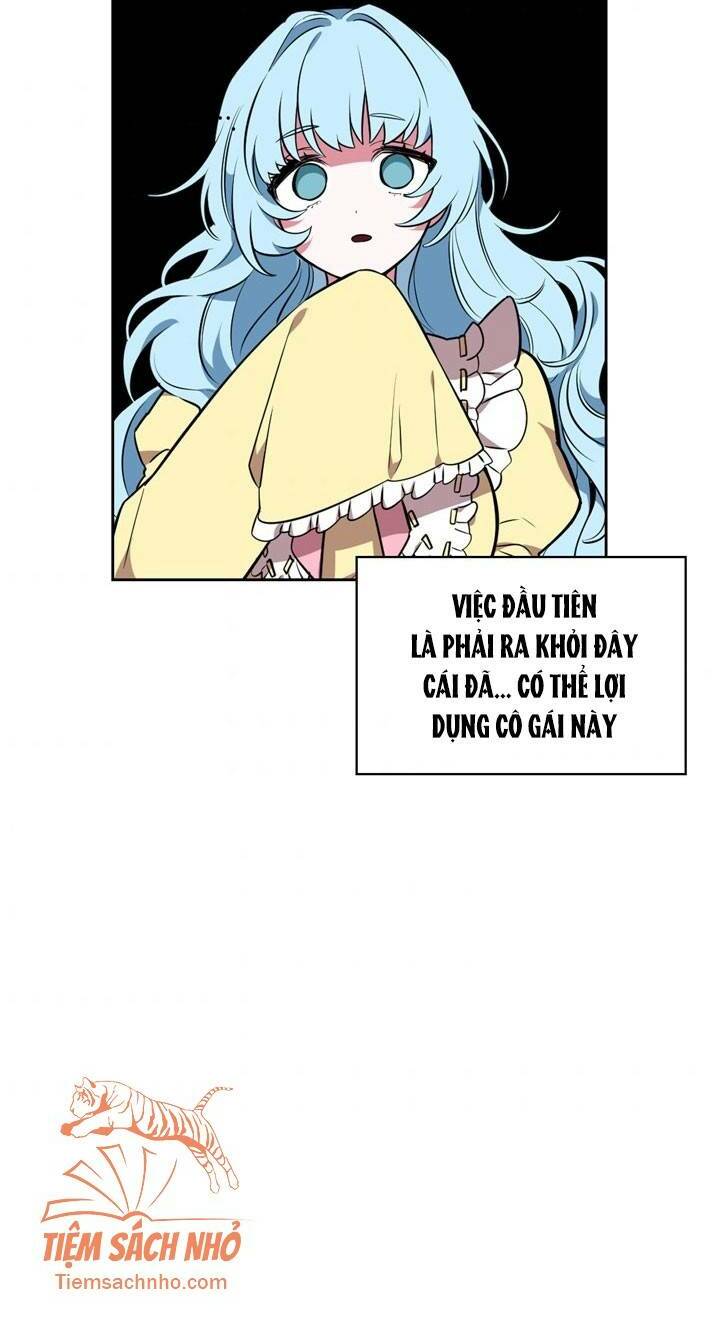 VIỆC ĐẦU TIÊN
LÀ PHẢI RA KHỎI ĐÂY
CÁI ĐÃ... CÓ THỂ LỢI
DỤNG CÔ GÁI NÀY
TIỆM SÁCH NHỎ
Tiemsachnho.com